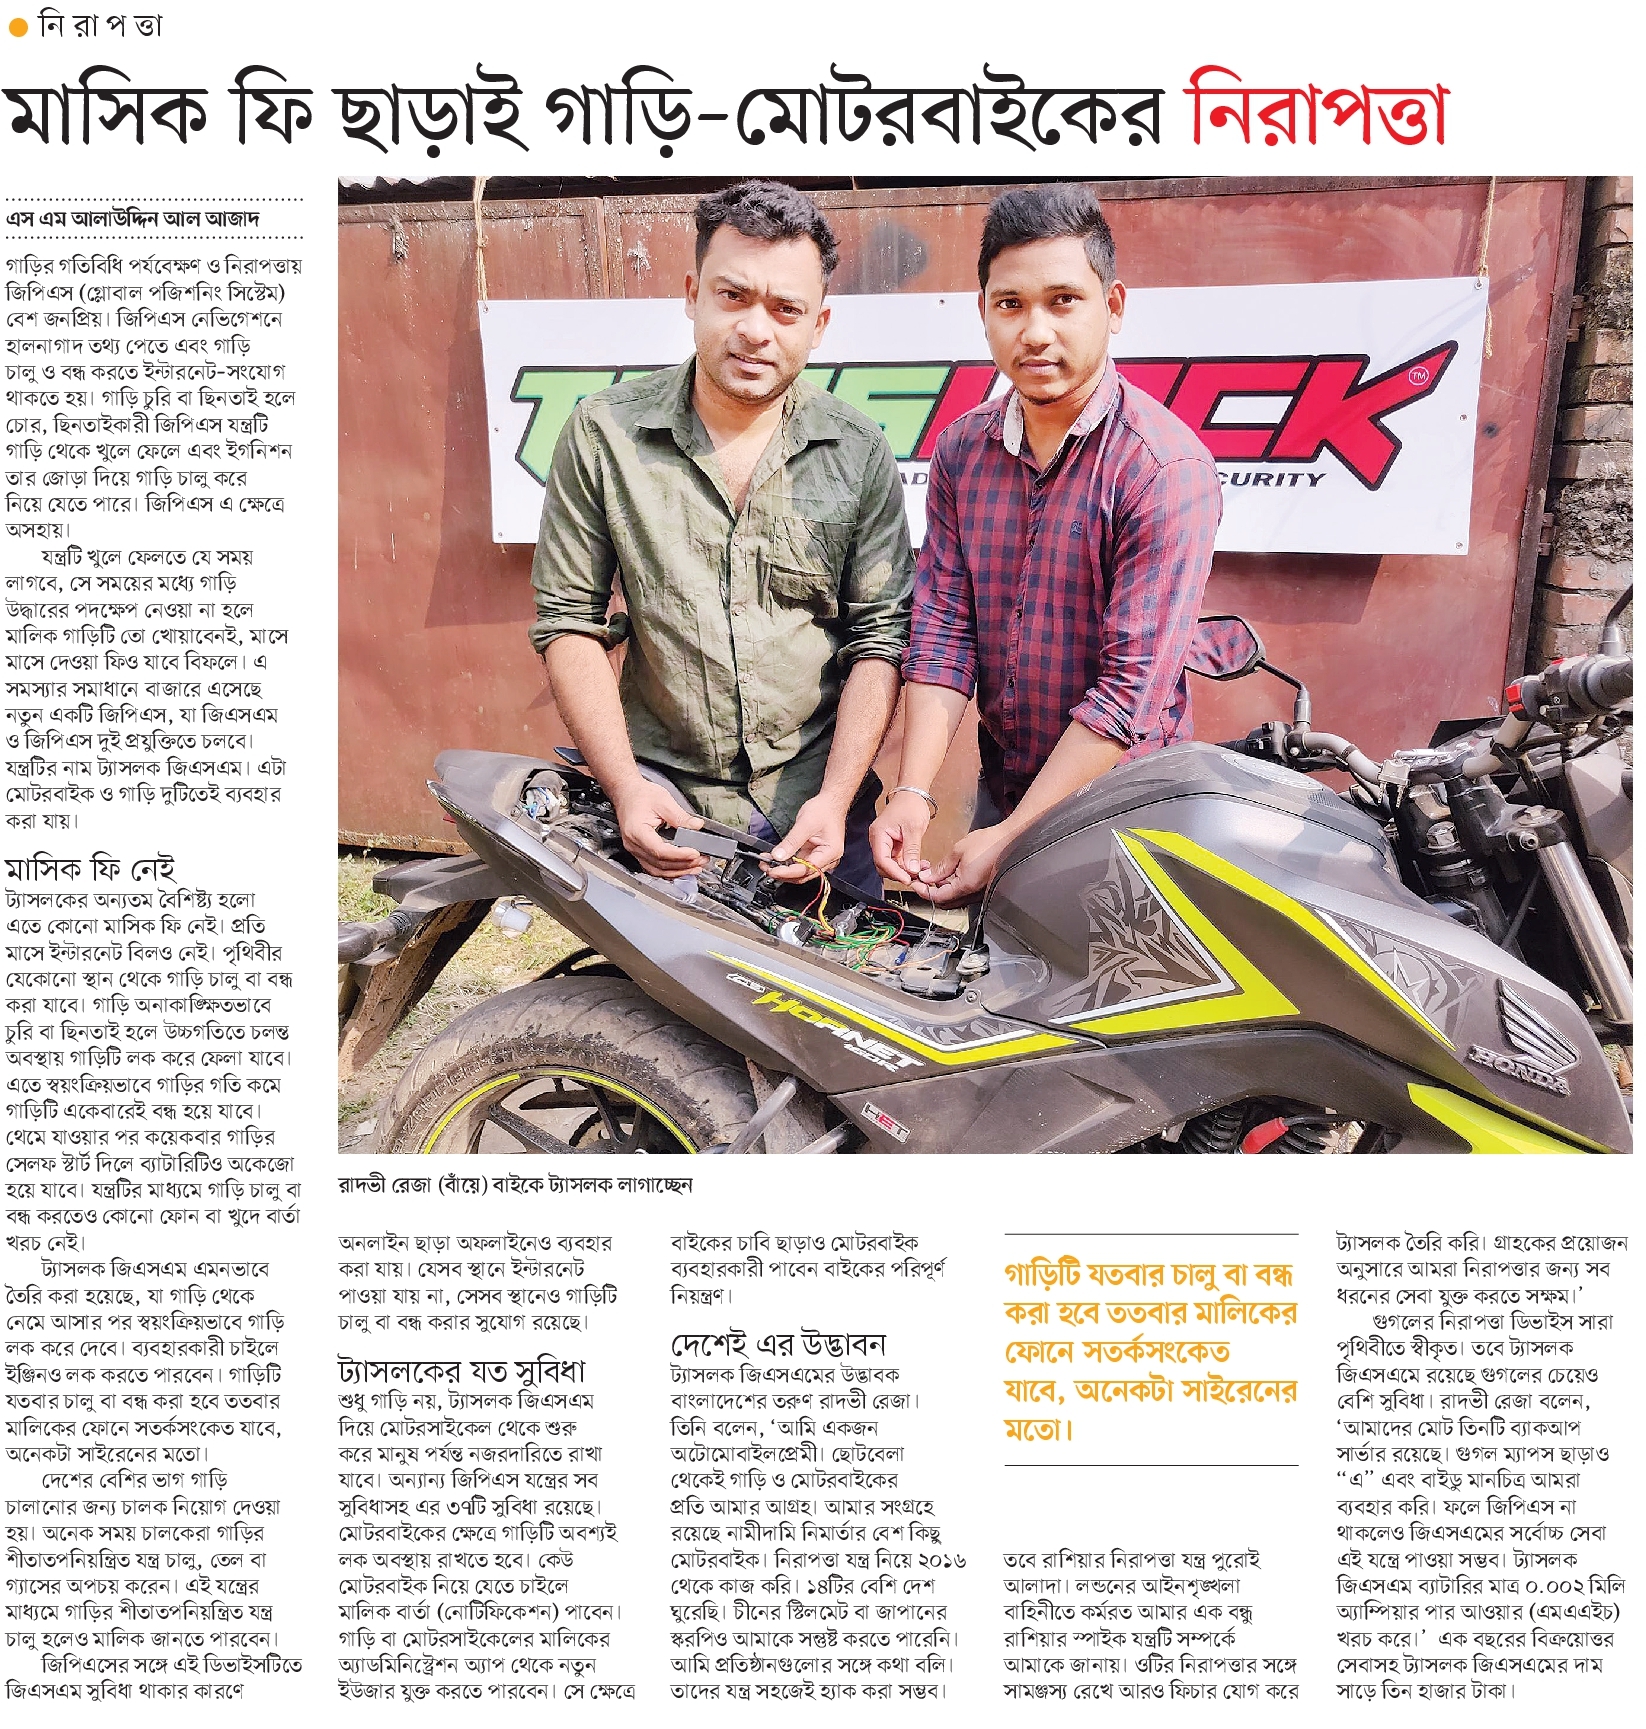 নিরাপত্তা
মাসিক ফি ছাড়াই গাড়ি-মোটরবাইকের নিরাপত্তা
এস এম আলাউদ্দিন আল আজাদ
গাড়ির গতিবিধি পর্যবেক্ষণ ও নিরাপত্তায়
জিপিএস (গ্লোবাল পজিশনিং সিস্টেম)
বেশ জনপ্রিয়। জিপিএস নেভিগেশনে
হালনাগাদ তথ্য পেতে এবং গাড়ি
চালু ও বন্ধ করতে ইন্টারনেট-সংযোগ
থাকতে হয়। গাড়ি চুরি বা ছিনতাই হলে
চোর, ছিনতাইকারী জিপিএস যন্ত্রটি
গাড়ি থেকে খুলে ফেলে এবং ইগনিশন
তার জোড়া দিয়ে গাড়ি চালু করে
নিয়ে যেতে পারে। জিপিএস এ ক্ষেত্রে
অসহায়।
যন্ত্রটি খুলে ফেলতে যে সময়
লাগবে, সে সময়ের মধ্যে গাড়ি
উদ্ধারের পদক্ষেপ নেওয়া না হলে
মালিক গাড়িটি তো খোয়াবেনই, মাসে
মাসে দেওয়া ফিও যাবে বিফলে। এ
সমস্যার সমাধানে বাজারে এসেছে
নতুন একটি জিপিএস, যা জিএসএম
ও জিপিএস দুই প্রযুক্তিতে চলবে।
যন্ত্রটির নাম ট্যাসলক জিএসএম। এটা
মোটরবাইক ও গাড়ি দুটিতেই ব্যবহার
করা যায়।
মাসিক ফি নেই
ট্যাসলকের অন্যতম বৈশিষ্ট্য হলো
এতে কোনো মাসিক ফি নেই। প্রতি
মাসে ইন্টারনেট বিলও নেই। পৃথিবীর
যেকোনো স্থান থেকে গাড়ি চালু বা বন্ধ
করা যাবে। গাড়ি অনাকাঙ্ক্ষিতভাবে
চুরি বা ছিনতাই হলে উচ্চগতিতে চলন্ত
অবস্থায় গাড়িটি লক করে ফেলা যাবে।
এতে স্বয়ংক্রিয়ভাবে গাড়ির গতি কমে
গাড়িটি একেবারেই বন্ধ হয়ে যাবে।
থেমে যাওয়ার পর কয়েকবার গাড়ির
সেলফ স্টার্ট দিলে ব্যাটারিটিও অকেজো
হয়ে যাবে। যন্ত্রটির মাধ্যমে গাড়ি চালু বা
বন্ধ করতেও কোনো ফোন বা খুদে বার্তা
খরচ নেই।
ট্যাসলক জিএসএম এমনভাবে
তৈরি করা হয়েছে, যা গাড়ি থেকে
নেমে আসার পর স্বয়ংক্রিয়ভাবে গাড়ি
লক করে দেবে। ব্যবহারকারী চাইলে
ইঞ্জিনও লক করতে পারবেন। গাড়িটি
যতবার চালু বা বন্ধ করা হবে ততবার
মালিকের ফোনে সতর্কসংকেত যাবে,
অনেকটা সাইরেনের মতো।
দেশের বেশির ভাগ গাড়ি
চালানোর জন্য চালক নিয়োগ দেওয়া
হয়। অনেক সময় চালকেরা গাড়ির
শীতাতপনিয়ন্ত্রিত যন্ত্র চালু, তেল বা
গ্যাসের অপচয় করেন। এই যন্ত্রের
মাধ্যমে গাড়ির শীতাতপনিয়ন্ত্রিত যন্ত্র
চালু হলেও মালিক জানতে পারবেন।
জিপিএসের সঙ্গে এই ডিভাইসটিতে
জিএসএম সুবিধা থাকার কারণে
TM
CURITY
HORNET
HONDA
HET
রাদভী রেজা (বাঁয়ে) বাইকে ট্যাসলক লাগাচ্ছেন
অনলাইন ছাড়া অফলাইনেও ব্যবহার
করা যায়। যেসব স্থানে ইন্টারনেট
পাওয়া যায় না, সেসব স্থানেও গাড়িটি
চালু বা বন্ধ করার সুযোগ রয়েছে।
ট্যাসলকের যত সুবিধা
শুধু গাড়ি নয়, ট্যাসলক জিএসএম
দিয়ে মোটরসাইকেল থেকে শুরু
করে মানুষ পর্যন্ত নজরদারিতে রাখা
যাবে। অন্যান্য জিপিএস যন্ত্রের সব
সুবিধাসহ এর ৩৭টি সুবিধা রয়েছে।
মোটরবাইকের ক্ষেত্রে গাড়িটি অবশ্যই
লক অবস্থায় রাখতে হবে। কেউ
মোটরবাইক নিয়ে যেতে চাইলে
মালিক বার্তা (নোটিফিকেশন) পাবেন।
গাড়ি বা মোটরসাইকেলের মালিকের
অ্যাডমিনিস্ট্রেশন অ্যাপ থেকে নতুন
ইউজার যুক্ত করতে পারবেন। সে ক্ষেত্রে
বাইকের চাবি ছাড়াও মোটরবাইক
ব্যবহারকারী পাবেন বাইকের পরিপূর্ণ
নিয়ন্ত্রণ।
দেশেই এর উদ্ভাবন
ট্যাসলক জিএসএমের উদ্ভাবক
বাংলাদেশের তরুণ রাদভী রেজা।
তিনি বলেন, ‘আমি একজন
অটোমোবাইলপ্রেমী। ছোটবেলা
থেকেই গাড়ি ও মোটরবাইকের
প্রতি আমার আগ্রহ। আমার সংগ্রহে
রয়েছে নামীদামি নিমার্তার বেশ কিছু
মোটরবাইক। নিরাপত্তা যন্ত্র নিয়ে ২০১৬
থেকে কাজ করি। ১৪টির বেশি দেশ
ঘুরেছি। চীনের স্টিলমেট বা জাপানের
স্করপিও আমাকে সন্তুষ্ট করতে পারেনি।
আমি প্রতিষ্ঠানগুলোর সঙ্গে কথা বলি।
তাদের যন্ত্র সহজেই হ্যাক করা সম্ভব।
গাড়িটি যতবার চালু বা বন্ধ
করা হবে ততবার মালিকের
ফোনে সতর্কসংকেত
যাবে, অনেকটা সাইরেনের
মতো।
তবে রাশিয়ার নিরাপত্তা যন্ত্র পুরোই
আলাদা। লন্ডনের আইনশৃঙ্খলা
বাহিনীতে কর্মরত আমার এক বন্ধু
রাশিয়ার স্পাইক যন্ত্রটি সম্পর্কে
আমাকে জানায়। ওটির নিরাপত্তার সঙ্গে
সামঞ্জস্য রেখে আরও ফিচার যোগ করে
ট্যাসলক তৈরি করি। গ্রাহকের প্রয়োজন
অনুসারে আমরা নিরাপত্তার জন্য সব
ধরনের সেবা যুক্ত করতে সক্ষম।’
গুগলের নিরাপত্তা ডিভাইস সারা
পৃথিবীতে স্বীকৃত। তবে ট্যাসলক
জিএসএমে রয়েছে গুগলের চেয়েও
বেশি সুবিধা। রাদভী রেজা বলেন,
‘আমাদের মোট তিনটি ব্যাকআপ
সার্ভার রয়েছে। গুগল ম্যাপস ছাড়াও
“এ” এবং বাইডু মানচিত্র আমরা
ব্যবহার করি। ফলে জিপিএস না
থাকলেও জিএসএমের সর্বোচ্চ সেবা
এই যন্ত্রে পাওয়া সম্ভব। ট্যাসলক
জিএসএম ব্যাটারির মাত্র ০.০০২ মিলি
অ্যাম্পিয়ার পার আওয়ার (এমএএইচ)
খরচ করে।’ এক বছরের বিক্রয়োত্তর
সেবাসহ ট্যাসলক জিএসএমের দাম
সাড়ে তিন হাজার টাকা।